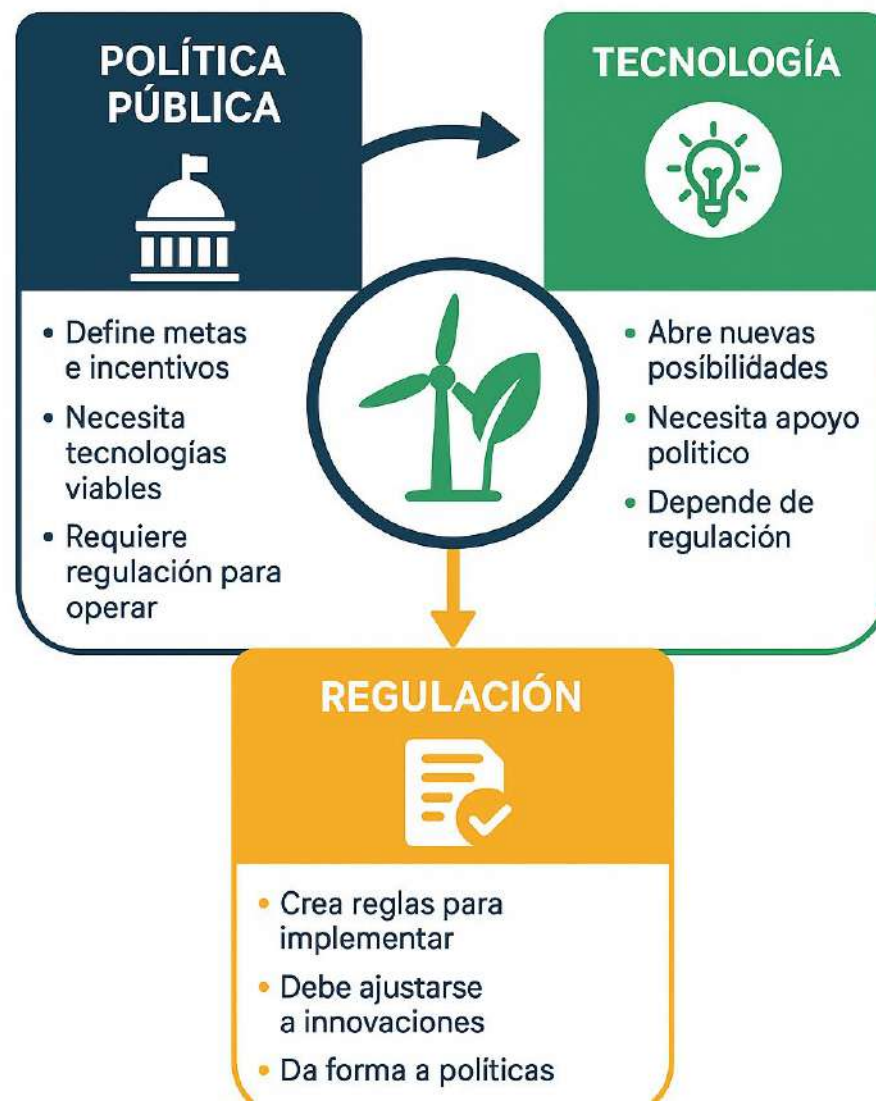 POLÍTICA
PÚBLICA
• Define metas
e incentivos
• Necesita
tecnologías
viables
• Requiere
regulación para
operar
TECNOLOGÍA
• Abre nuevas
posíbilidades
• Necesita apoyo
político
• Depende de
regulación
REGULACIÓN
• Crea reglas para
implementar
• Debe ajustarse
a innovaciones
• Da forma a políticas